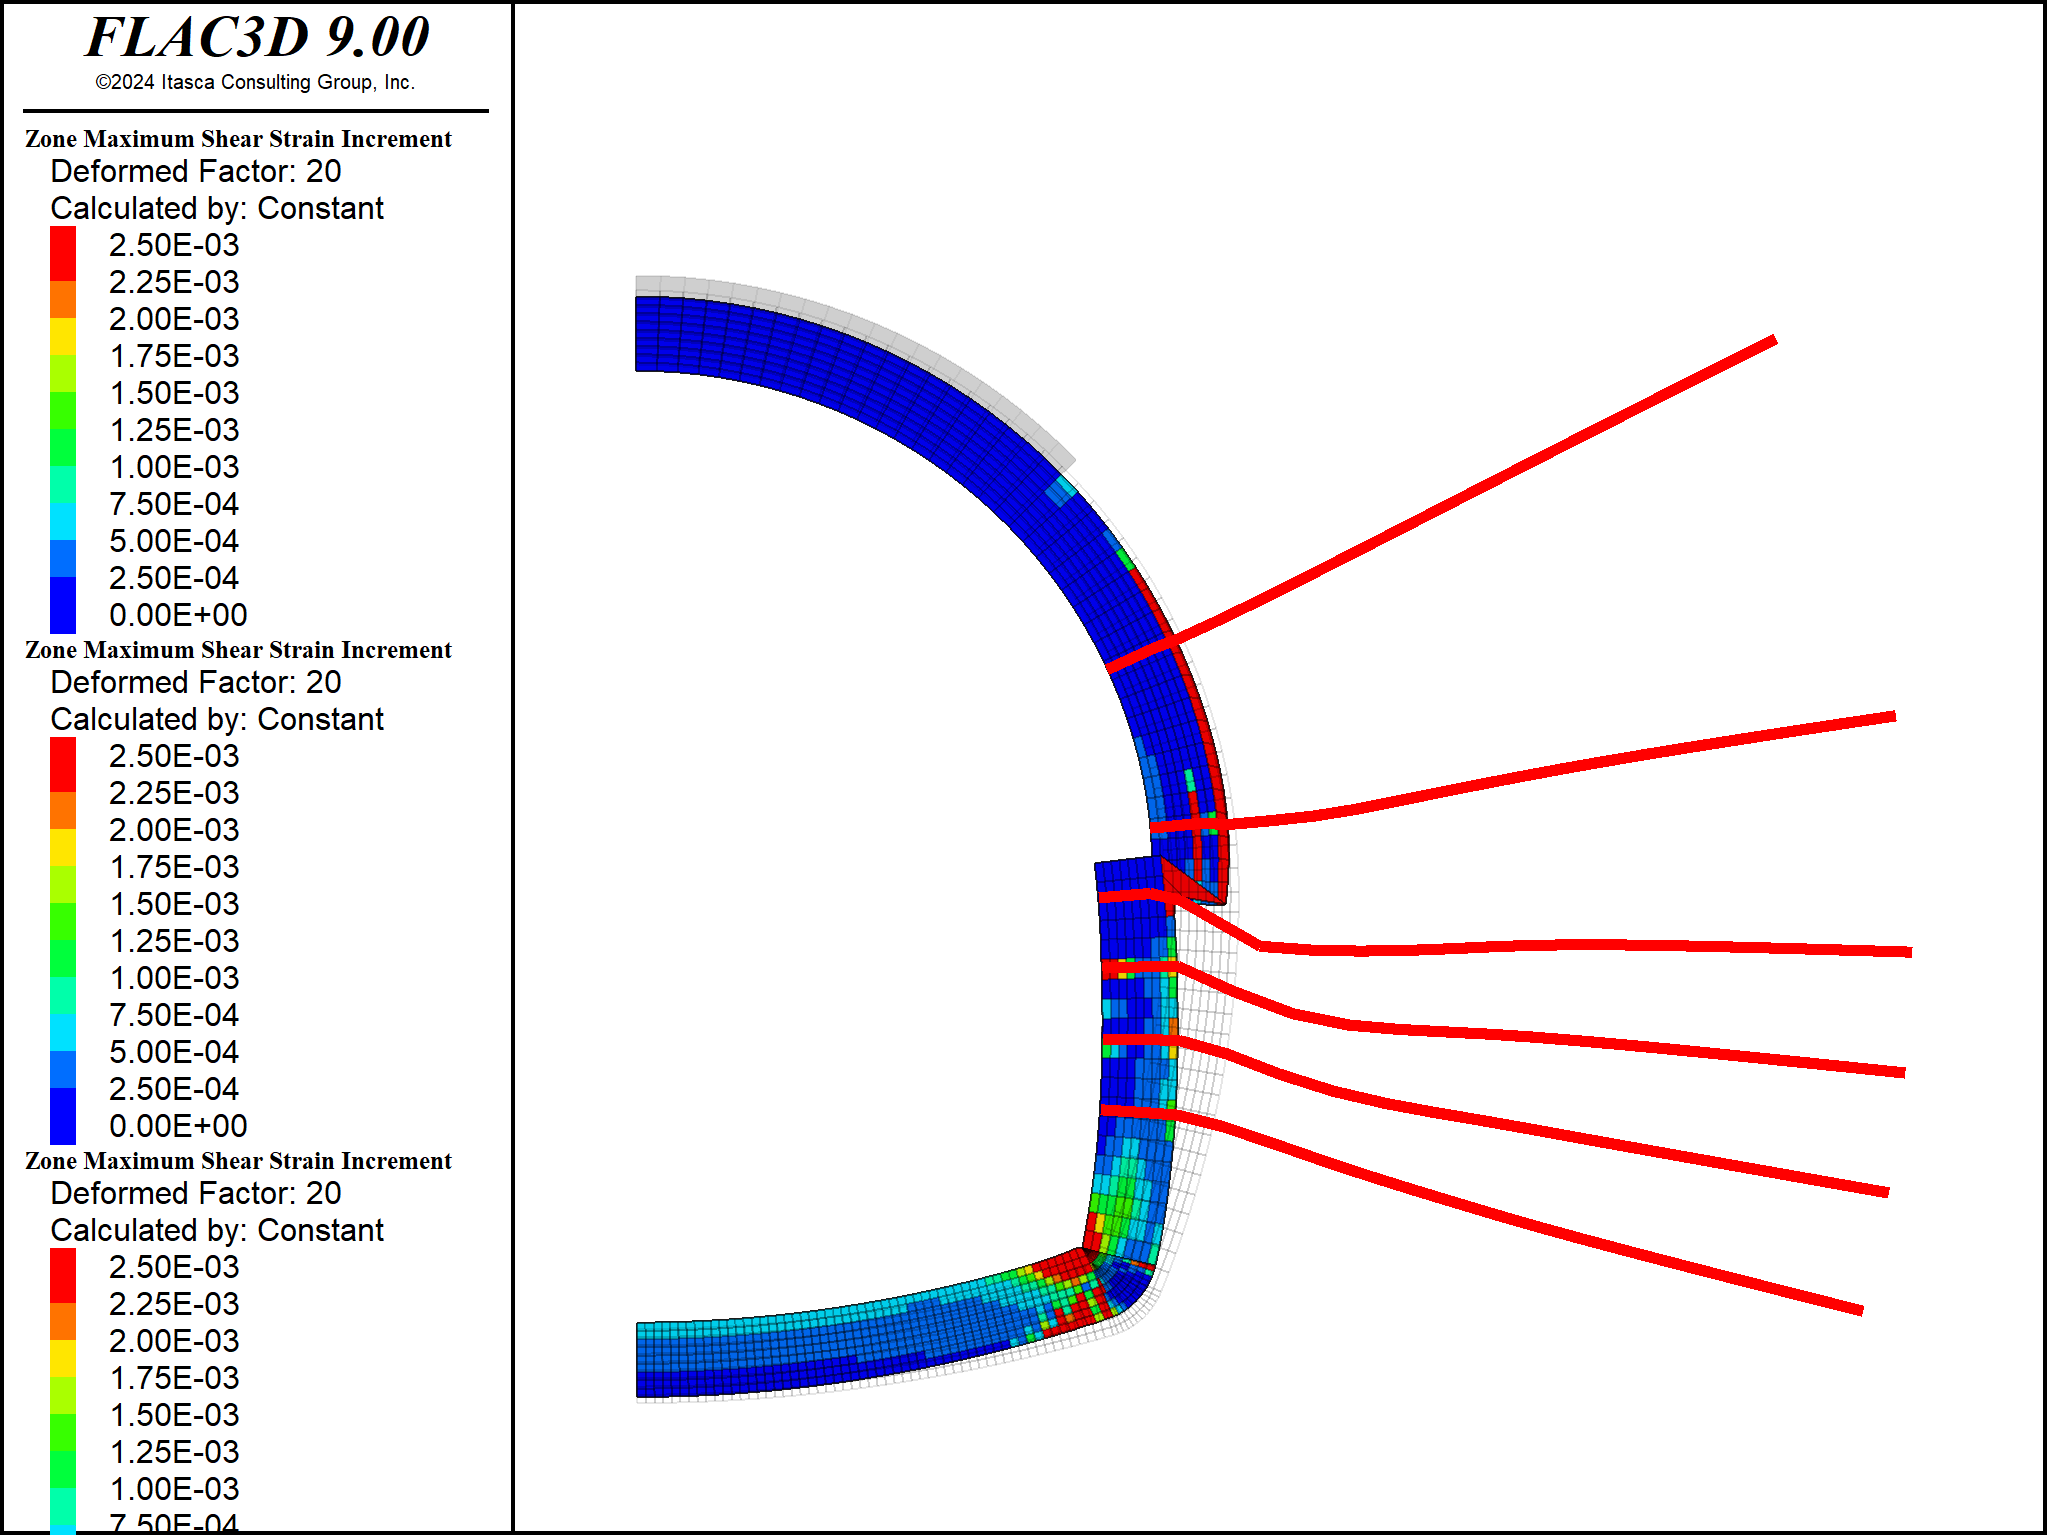 FLAC3D 9.00
©2024 Itasca Consulting Group, Inc.
Zone Maximum Shear Strain Increment
Deformed Factor: 20
Calculated by: Constant
2.50E-03
2.25E-03
2.00E-03
1.75E-03
1.50E-03
1.25E-03
1.00E-03
7.50E-04
5.00E-04
2.50E-04
0.00E+00
Zone Maximum Shear Strain Increment
Deformed Factor: 20
Calculated by: Constant
2.50E-03
2.25E-03
2.00E-03
1.75E-03
1.50E-03
1.25E-03
1.00E-03
7.50E-04
5.00E-04
2.50E-04
0.00E+00
Zone Maximum Shear Strain Increment
Deformed Factor: 20
Calculated by: Constant
2.50E-03
2.25E-03
2.00E-03
1.75E-03
1.50E-03
1.25E-03
1.00E-03
7.50E-04